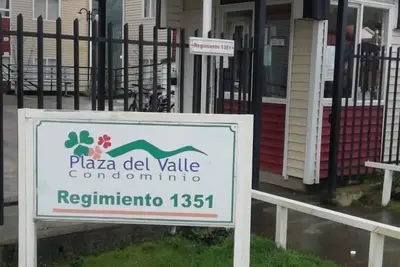 Regimiento 1351
Plaza del Valle
Condominio
Regimiento 1351